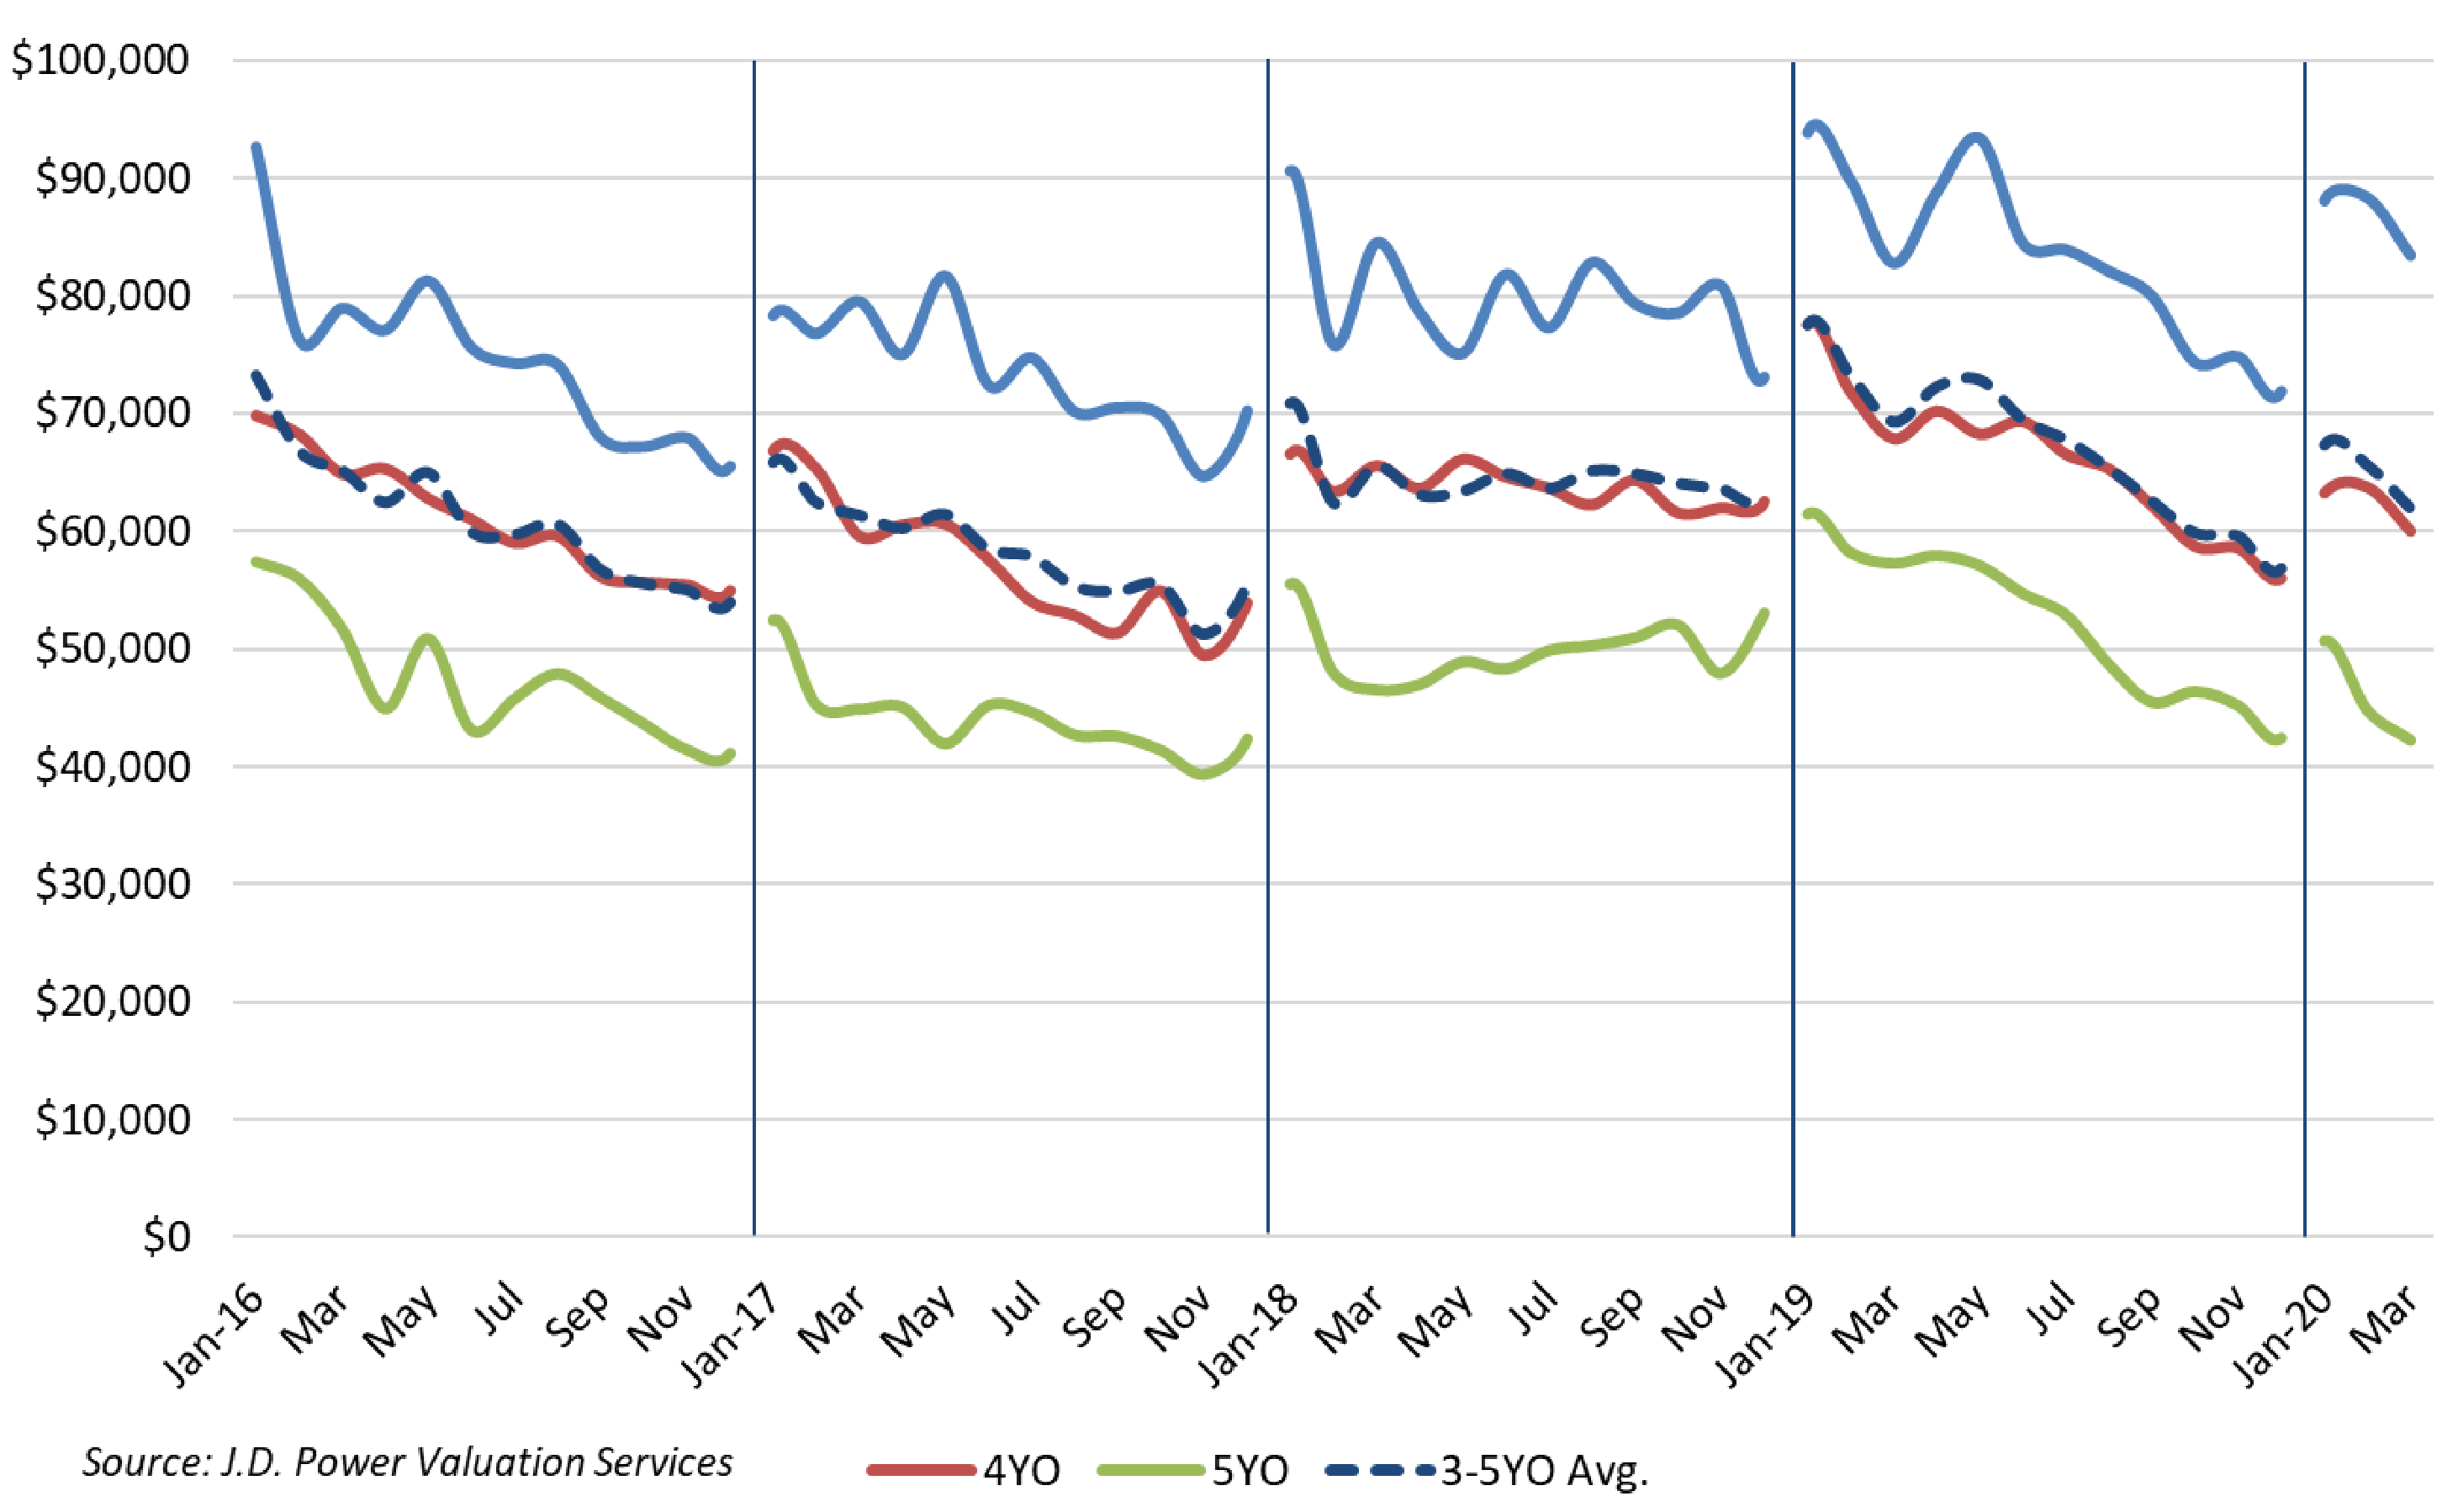 $100,000
$90,000
$80,000
$70,000
$60,000
$50,000
$40,000
$30,000
$20,000
$10,000
$0
Jan-16
Mar
May
Jul
Sep
Nov
Jan-17
Mar
May
Jul
Sep
Nov
Jan-18
Mar
May
Jul
Sep
Nov
Jan-19
Mar
May
Jul
Sep
Nov
Jan-20
Mar
Source: J.D. Power Valuation Services
4YO
5YO
3-5YO Avg.